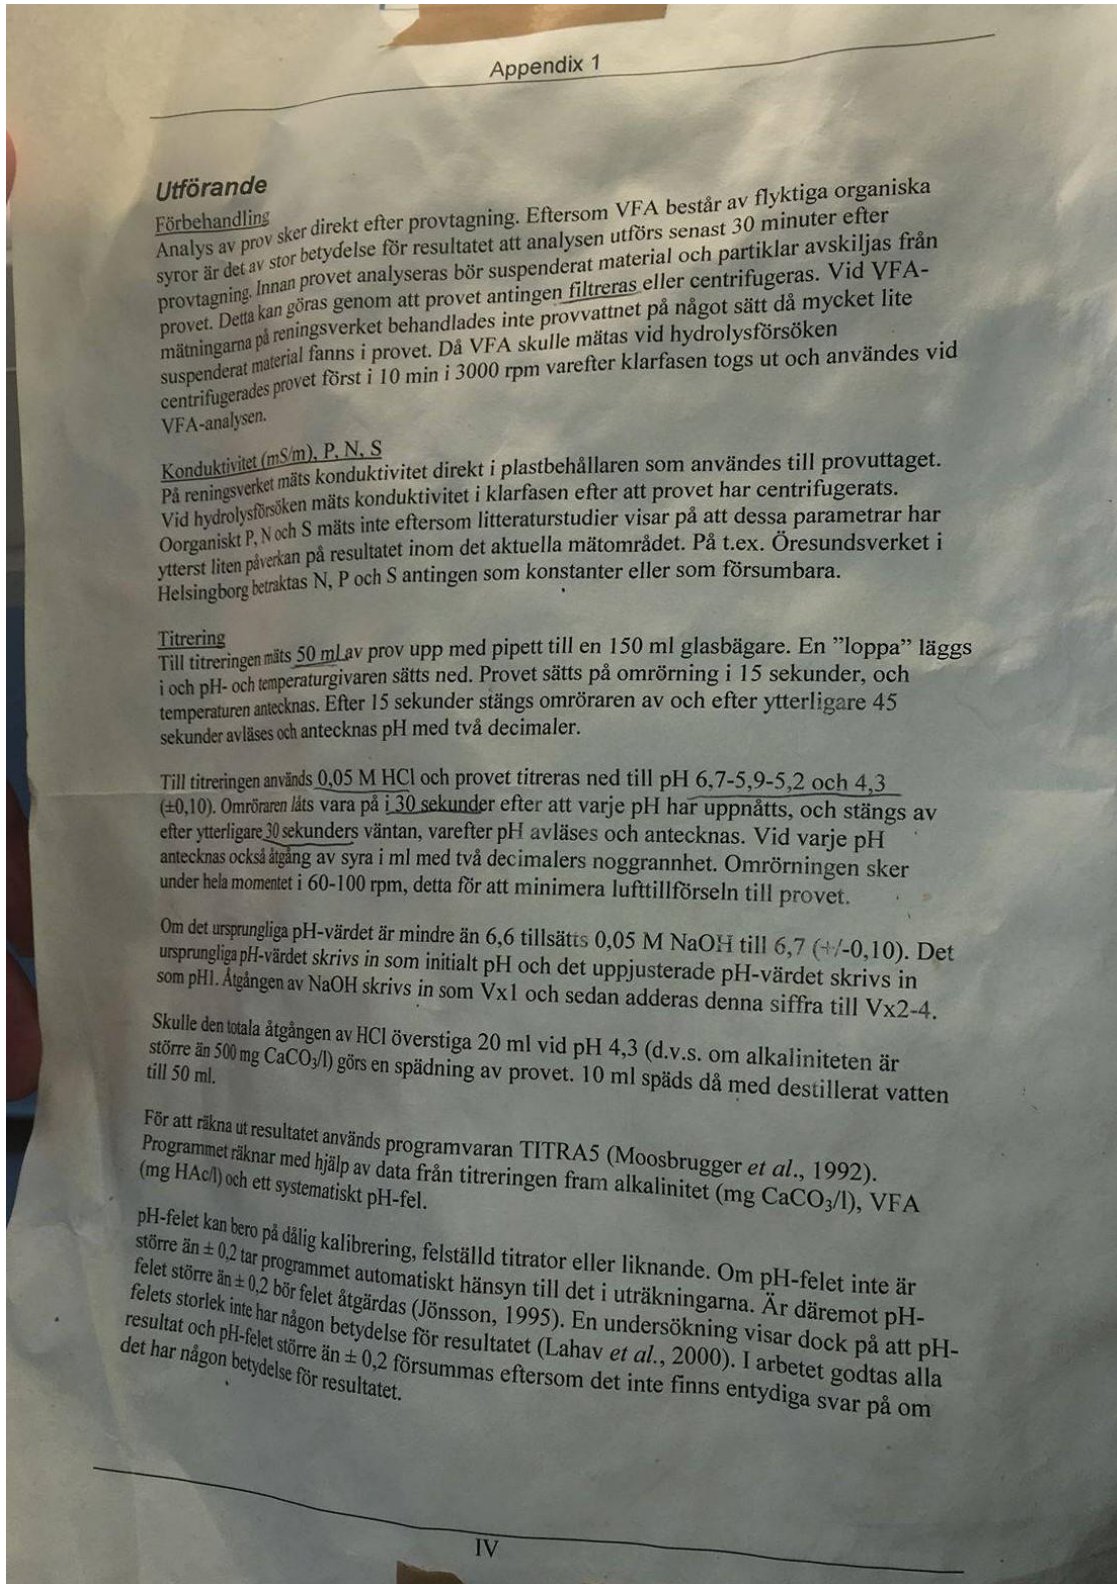 Appendix 1
Utförande
Förbehandling
Analys av prov sker direkt efter provtagning. Eftersom VFA består av flyktiga organiska
syror är det av stor betydelse för resultatet att analysen utförs senast 30 minuter efter
provtagning. Innan provet analyseras bör suspenderat material och partiklar avskiljas från
provet. Detta kan göras genom att provet antingen filtreras eller centrifugeras. Vid VFA-
mätningarna på reningsverket behandlades inte provvattnet på något sätt då mycket lite
suspenderat material fanns i provet. Då VFA skulle mätas vid hydrolysförsöken
centrifugerades provet först i 10 min i 3000 rpm varefter klarfasen togs ut och användes vid
VFA-analysen.
Konduktivitet (mS/m), P, N, S
På reningsverket mäts konduktivitet direkt i plastbehållaren som användes till provuttaget.
Vid hydrolysförsöken mäts konduktivitet i klarfasen efter att provet har centrifugerats.
Oorganiskt P, N och S mäts inte eftersom litteraturstudier visar på att dessa parametrar har
ytterst liten påverkan på resultatet inom det aktuella mätområdet. På t.ex. Öresundsverket i
Helsingborg betraktas N, P och S antingen som konstanter eller som försumbara.
Titrering
Till titreringen mäts 50 ml av prov upp med pipett till en 150 ml glasbägare. En ”loppa” läggs
i och pH- och temperaturgivaren sätts ned. Provet sätts på omrörning i 15 sekunder, och
temperaturen antecknas. Efter 15 sekunder stängs omröraren av och efter ytterligare 45
sekunder avläses och antecknas pH med två decimaler.
Till titreringen används 0,05 M HCl och provet titreras ned till pH 6,7-5,9-5,2 och 4,3
(±0,10). Omröraren låts vara på i 30 sekunder efter att varje pH har uppnåtts, och stängs av
efter ytterligare 30 sekunders väntan, varefter pH avläses och antecknas. Vid varje pH
antecknas också åtgång av syra i ml med två decimalers noggrannhet. Omrörningen sker
under hela momentet i 60-100 rpm, detta för att minimera lufttillförseln till provet.
Om det ursprungliga pH-värdet är mindre än 6,6 tillsätts 0,05 M NaOH till 6,7 (+/-0,10). Det
ursprungliga pH-värdet skrivs in som initialt pH och det uppjusterade pH-värdet skrivs in
som pH1. Åtgången av NaOH skrivs in som Vx1 och sedan adderas denna siffra till Vx2-4.
Skulle den totala åtgången av HCl överstiga 20 ml vid pH 4,3 (d.v.s. om alkaliniteten är
större än 500 mg CaCO₃/l) görs en spädning av provet. 10 ml späds då med destillerat vatten
till 50 ml.
För att räkna ut resultatet används programvaran TITRA5 (Moosbrugger et al., 1992).
Programmet räknar med hjälp av data från titreringen fram alkalinitet (mg CaCO₃/l), VFA
(mg HAc/l) och ett systematiskt pH-fel.
pH-felet kan bero på dålig kalibrering, felställd titrator eller liknande. Om pH-felet inte är
större än ± 0,2 tar programmet automatiskt hänsyn till det i uträkningarna. Är däremot pH-
felet större än ± 0,2 bör felet åtgärdas (Jönsson, 1995). En undersökning visar dock på att pH-
felets storlek inte har någon betydelse för resultatet (Lahav et al., 2000). I arbetet godtas alla
resultat och pH-felet större än ± 0,2 försummas eftersom det inte finns entydiga svar på om
det har någon betydelse för resultatet.
IV